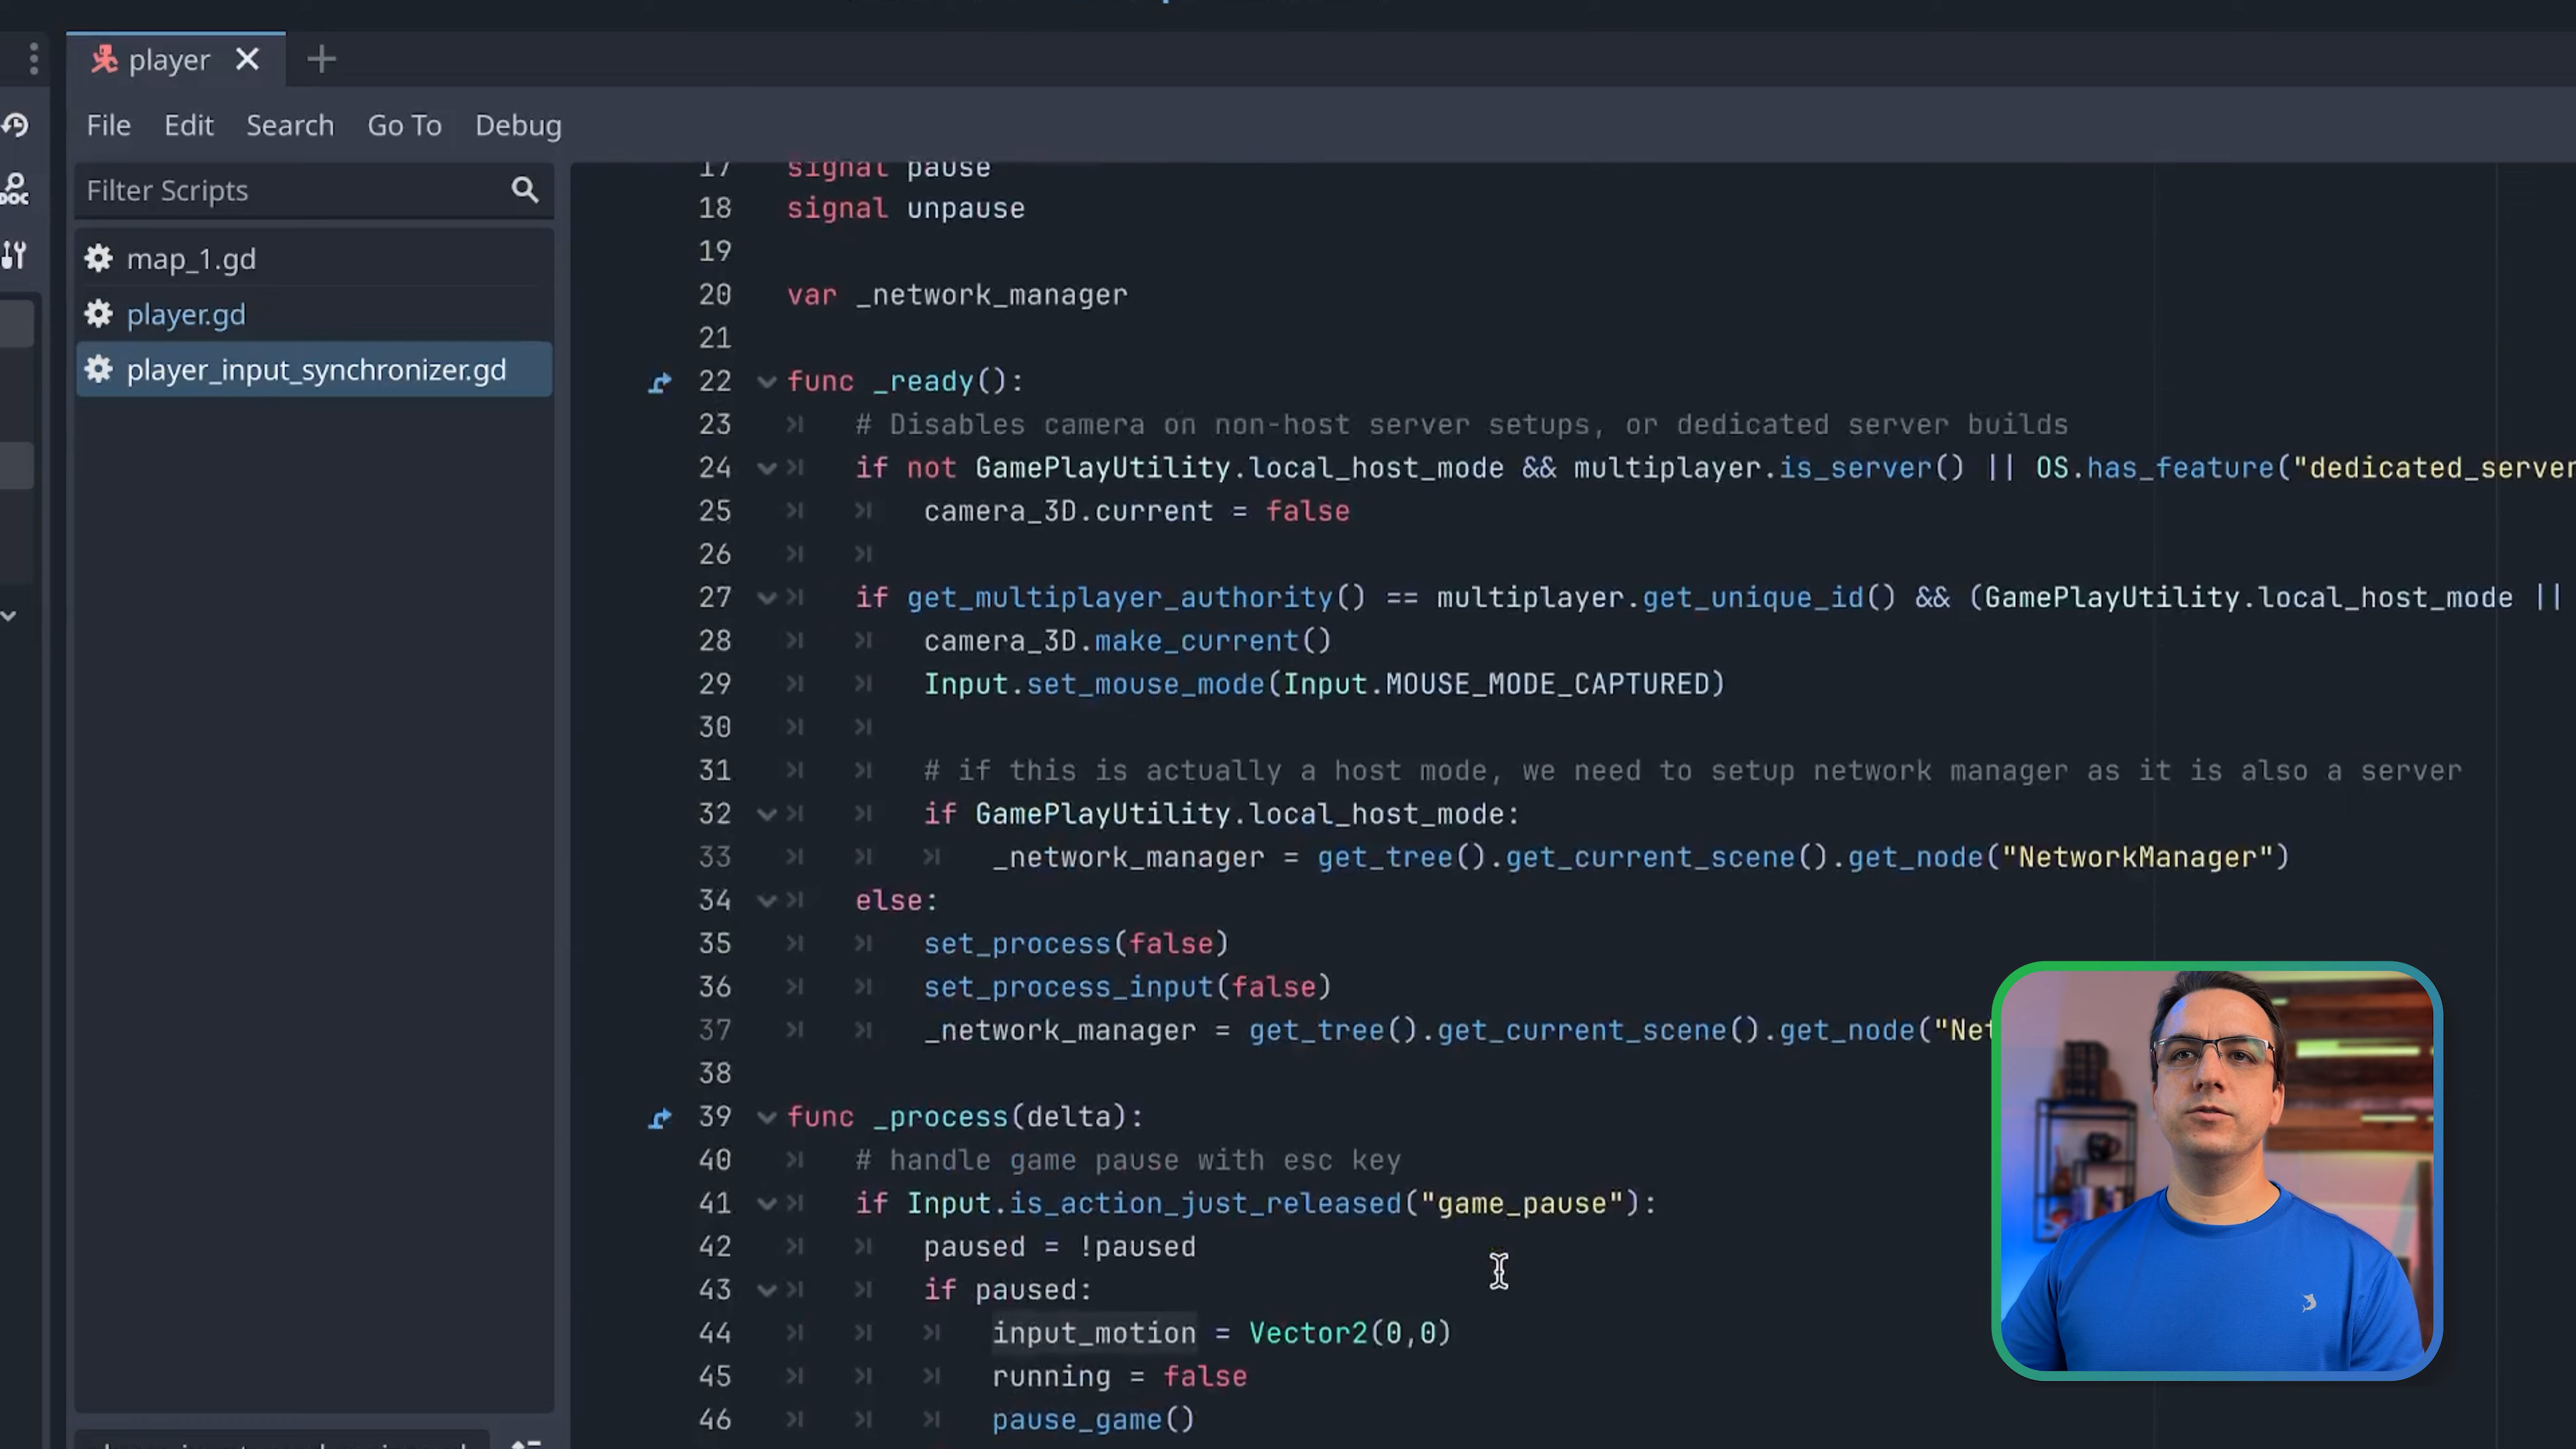 player
File Edit Search Go To Debug
Filter Scripts
map_1.gd
player.gd
player_input_synchronizer.gd
DOC
17 signal pause
18 signal unpause
19
20 var _network_manager
21
22 func _ready():
23 # Disables camera on non-host server setups, or dedicated server builds
24 if not GamePlayUtility.local_host_mode && multiplayer.is_server() || OS.has_feature("dedicated_server
25 camera_3D.current = false
26
27 if get_multiplayer_authority() == multiplayer.get_unique_id() && (GamePlayUtility.local_host_mode ||
28 camera_3D.make_current()
29 Input.set_mouse_mode(Input.MOUSE_MODE_CAPTURED)
30
31 # if this is actually a host mode, we need to setup network manager as it is also a server
32 if GamePlayUtility.local_host_mode:
33 _network_manager = get_tree().get_current_scene().get_node("NetworkManager")
34 else:
35 set_process(false)
36 set_process_input(false)
37 _network_manager = get_tree().get_current_scene().get_node("Net
38
39 func _process(delta):
40 # handle game pause with esc key
41 if Input.is_action_just_released("game_pause"):
42 paused = !paused
43 if paused:
44 input_motion = Vector2(0,0)
45 running = false
46 pause_game()